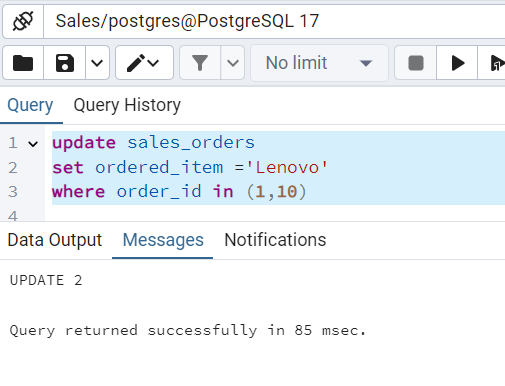 Sales/postgres@PostgreSQL 17
No limit
Query Query History
1 update sales_orders
2 set ordered_item ='Lenovo'
3 where order_id in (1,10)
4
Data Output Messages Notifications
UPDATE 2
Query returned successfully in 85 msec.